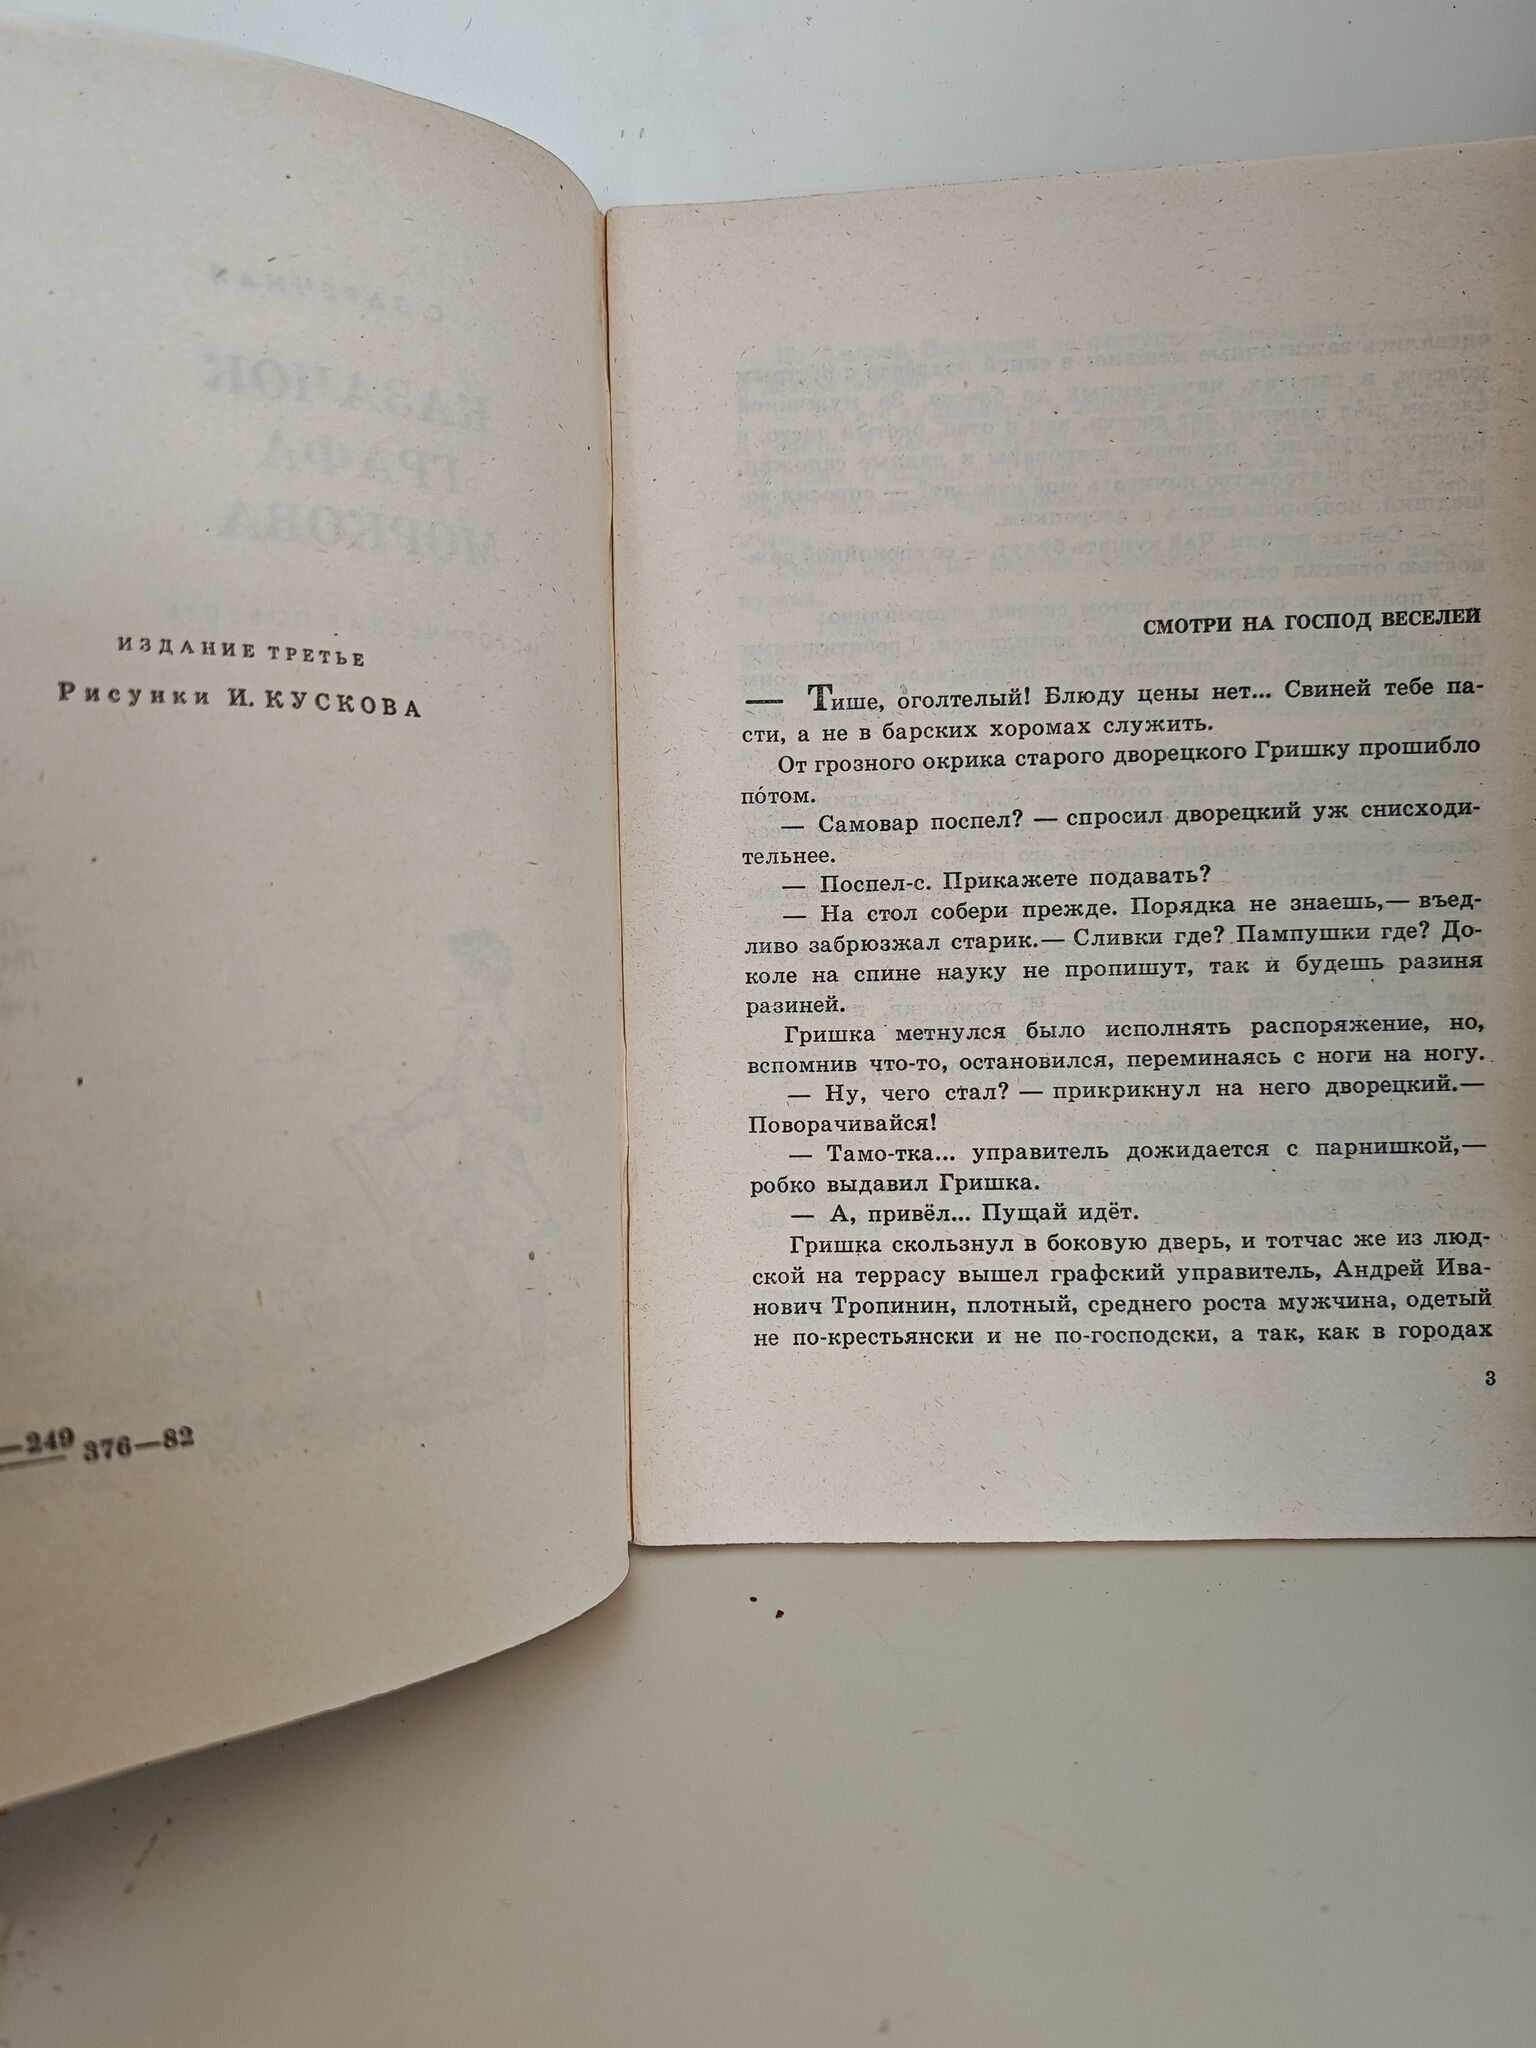 ИЗДАНИЕ ТРЕТЬЕ
Рисунки И. КУСКОВА
—249 376—82
СМОТРИ НА ГОСПОД ВЕСЕЛЕЙ
— Тише, оголтелый! Блюду цены нет... Свиней тебе па-
сти, а не в барских хоромах служить.
От грозного окрика старого дворецкого Гришку прошибло
по́том.
— Самовар поспел? — спросил дворецкий уж снисходи-
тельнее.
— Поспел-с. Прикажете подавать?
— На стол собери прежде. Порядка не знаешь,— въед-
ливо забрюзжал старик.— Сливки где? Пампушки где? До-
коле на спине науку не пропишут, так и будешь разиня
разиней.
Гришка метнулся было исполнять распоряжение, но,
вспомнив что-то, остановился, переминаясь с ноги на ногу.
— Ну, чего стал? — прикрикнул на него дворецкий.—
Поворачивайся!
— Тамо-тка... управитель дожидается с парнишкой,—
робко выдавил Гришка.
— А, привёл... Пущай идёт.
Гришка скользнул в боковую дверь, и тотчас же из люд-
ской на террасу вышел графский управитель, Андрей Ива-
нович Тропинин, плотный, среднего роста мужчина, одетый
не по-крестьянски и не по-господски, а так, как в городах
3